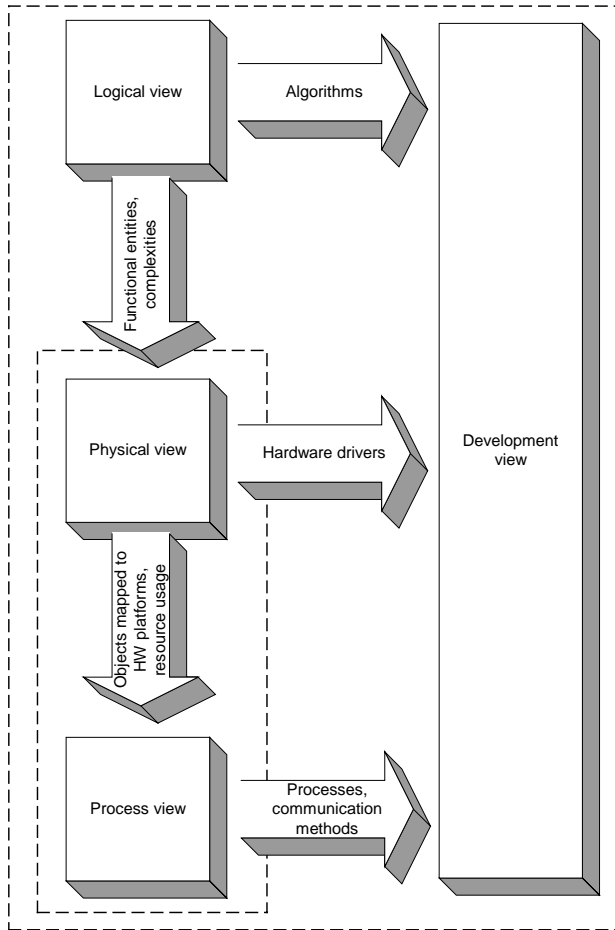 Logical view
Algorithms
Functional entities,
complexities
Physical view
Hardware drivers
Development
view
Objects mapped to
HW platforms,
resource usage
Process view
Processes,
communication
methods